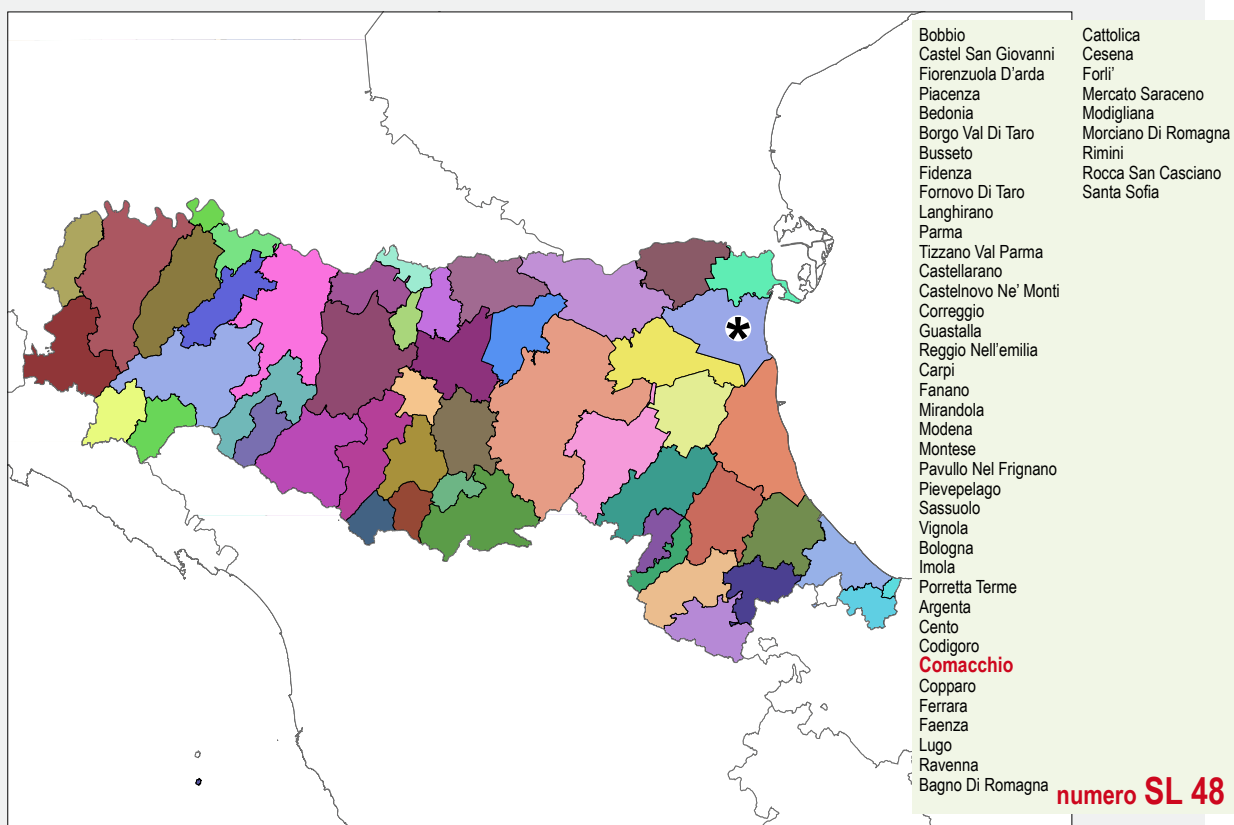 *
Bobbio
Castel San Giovanni
Fiorenzuola D'arda
Piacenza
Bedonia
Borgo Val Di Taro
Busseto
Fidenza
Fornovo Di Taro
Langhirano
Parma
Tizzano Val Parma
Castellarano
Castelnovo Ne' Monti
Correggio
Guastalla
Reggio Nell'emilia
Carpi
Fanano
Mirandola
Modena
Montese
Pavullo Nel Frignano
Pievepelago
Sassuolo
Vignola
Bologna
Imola
Porretta Terme
Argenta
Cento
Codigoro
Comacchio
Copparo
Ferrara
Faenza
Lugo
Ravenna
Bagno Di Romagna
Cattolica
Cesena
Forli'
Mercato Saraceno
Modigliana
Morciano Di Romagna
Rimini
Rocca San Casciano
Santa Sofia
numero SL 48